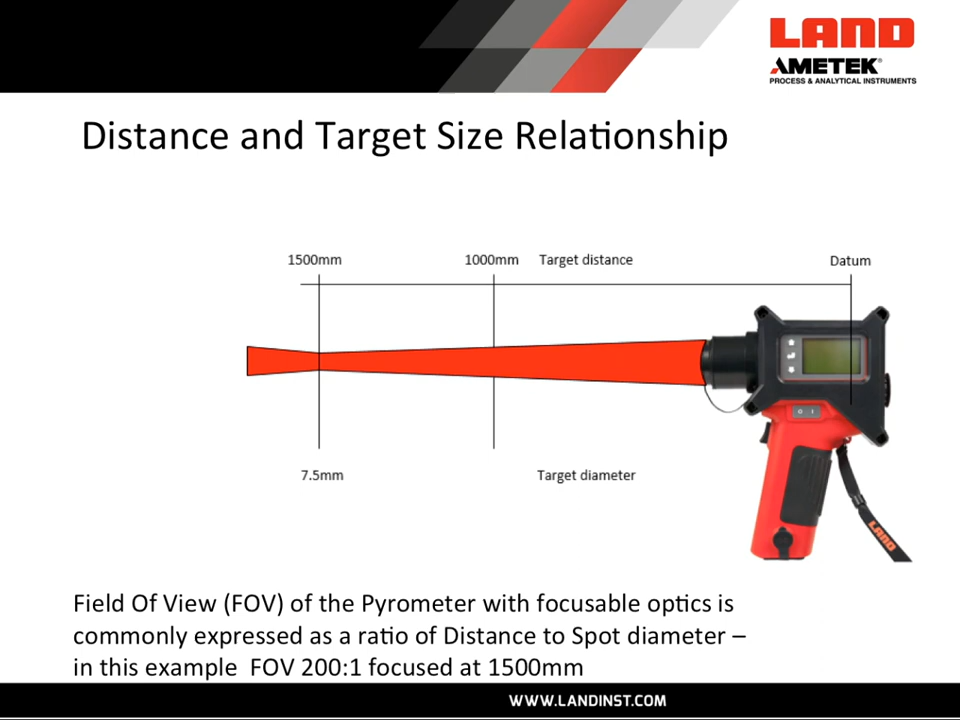 LAND
AMETEK®
PROCESS & ANALYTICAL INSTRUMENTS
Distance and Target Size Relationship
1500mm 1000mm Target distance Datum
O I
7.5mm Target diameter
LAND
Field Of View (FOV) of the Pyrometer with focusable optics is
commonly expressed as a ratio of Distance to Spot diameter –
in this example FOV 200:1 focused at 1500mm
WWW.LANDINST.COM